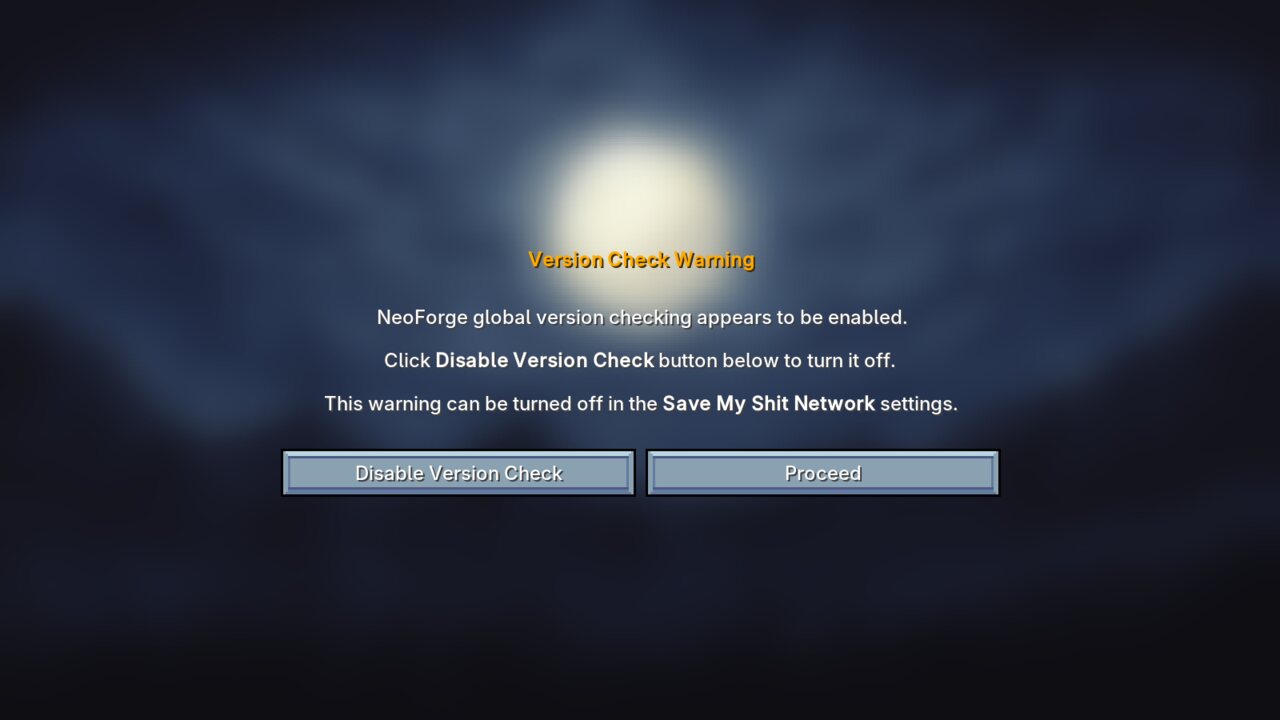 Version Check Warning
NeoForge global version checking appears to be enabled.
Click Disable Version Check button below to turn it off.
This warning can be turned off in the Save My Shit Network settings.
Disable Version Check
Proceed